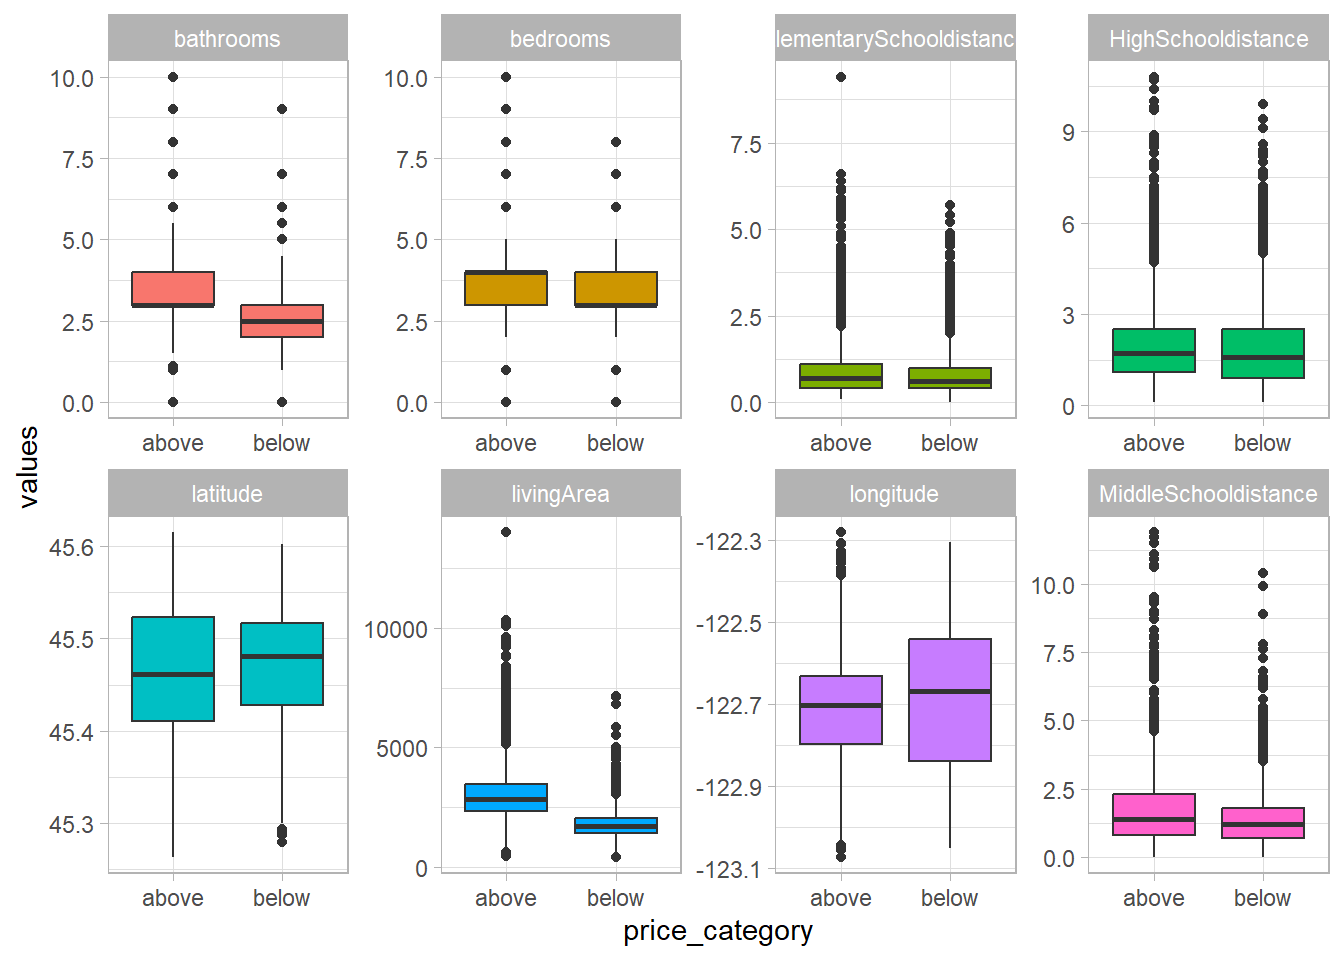 bathrooms
bedrooms
lementarySchooldistanc
HighSchooldistance
10.0
7.5
5.0
2.5
0.0
10.0
7.5
5.0
2.5
0.0
7.5
5.0
2.5
0.0
9
6
3
0
above below
above below
above below
above below
latitude
livingArea
longitude
MiddleSchooldistance
45.6
45.5
45.4
45.3
10000
5000
0
-122.3
-122.5
-122.7
-122.9
-123.1
10.0
7.5
5.0
2.5
0.0
above below
above below
above below
above below
values
price_category